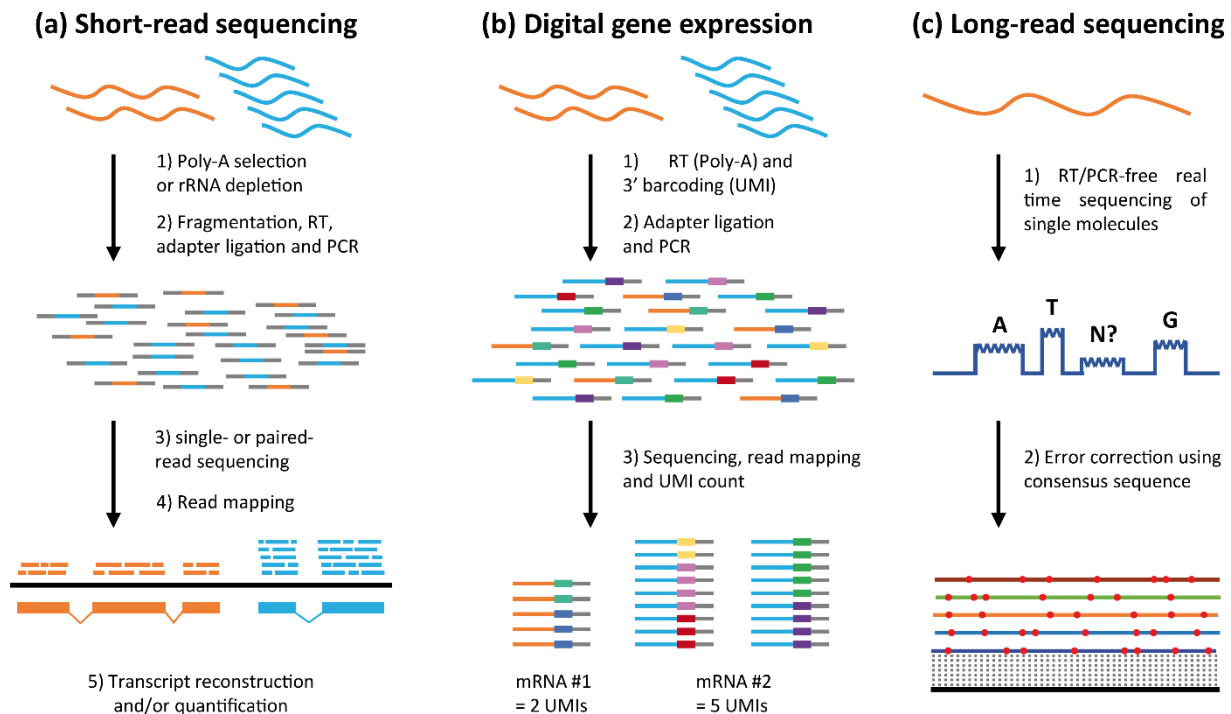 (a) Short-read sequencing
1) Poly-A selection
or rRNA depletion
2) Fragmentation, RT,
adapter ligation and PCR
3) single- or paired-
read sequencing
4) Read mapping
5) Transcript reconstruction
and/or quantification
(b) Digital gene expression
1) RT (Poly-A) and
3’ barcoding (UMI)
2) Adapter ligation
and PCR
3) Sequencing, read mapping
and UMI count
mRNA #1
= 2 UMIs
mRNA #2
= 5 UMIs
(c) Long-read sequencing
1) RT/PCR-free real
time sequencing of
single molecules
A T N? G
2) Error correction using
consensus sequence